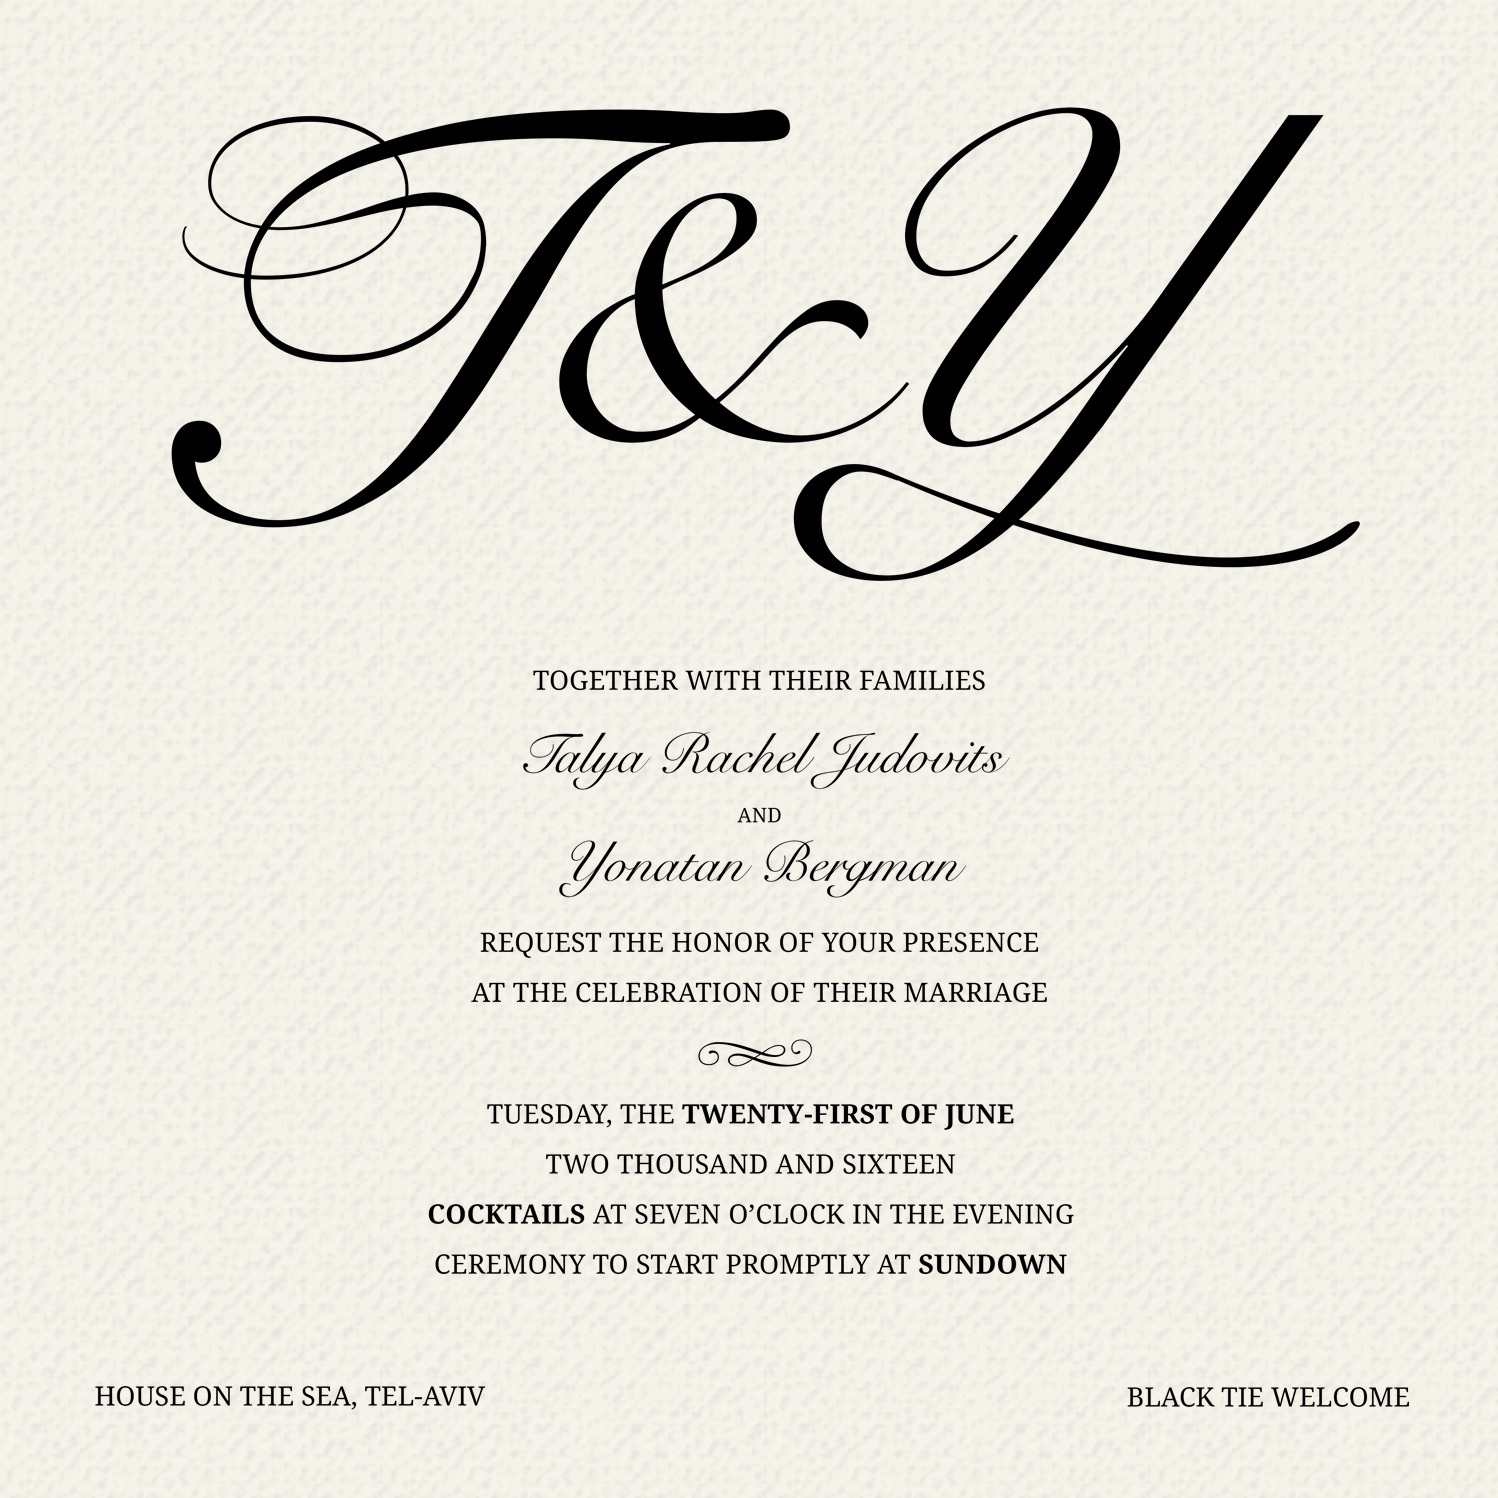 T&Y
TOGETHER WITH THEIR FAMILIES
Talya Rachel Judovits
AND
Yonatan Bergman
REQUEST THE HONOR OF YOUR PRESENCE
AT THE CELEBRATION OF THEIR MARRIAGE
TUESDAY, THE TWENTY-FIRST OF JUNE
TWO THOUSAND AND SIXTEEN
COCKTAILS AT SEVEN O’CLOCK IN THE EVENING
CEREMONY TO START PROMPTLY AT SUNDOWN
HOUSE ON THE SEA, TEL-AVIV
BLACK TIE WELCOME